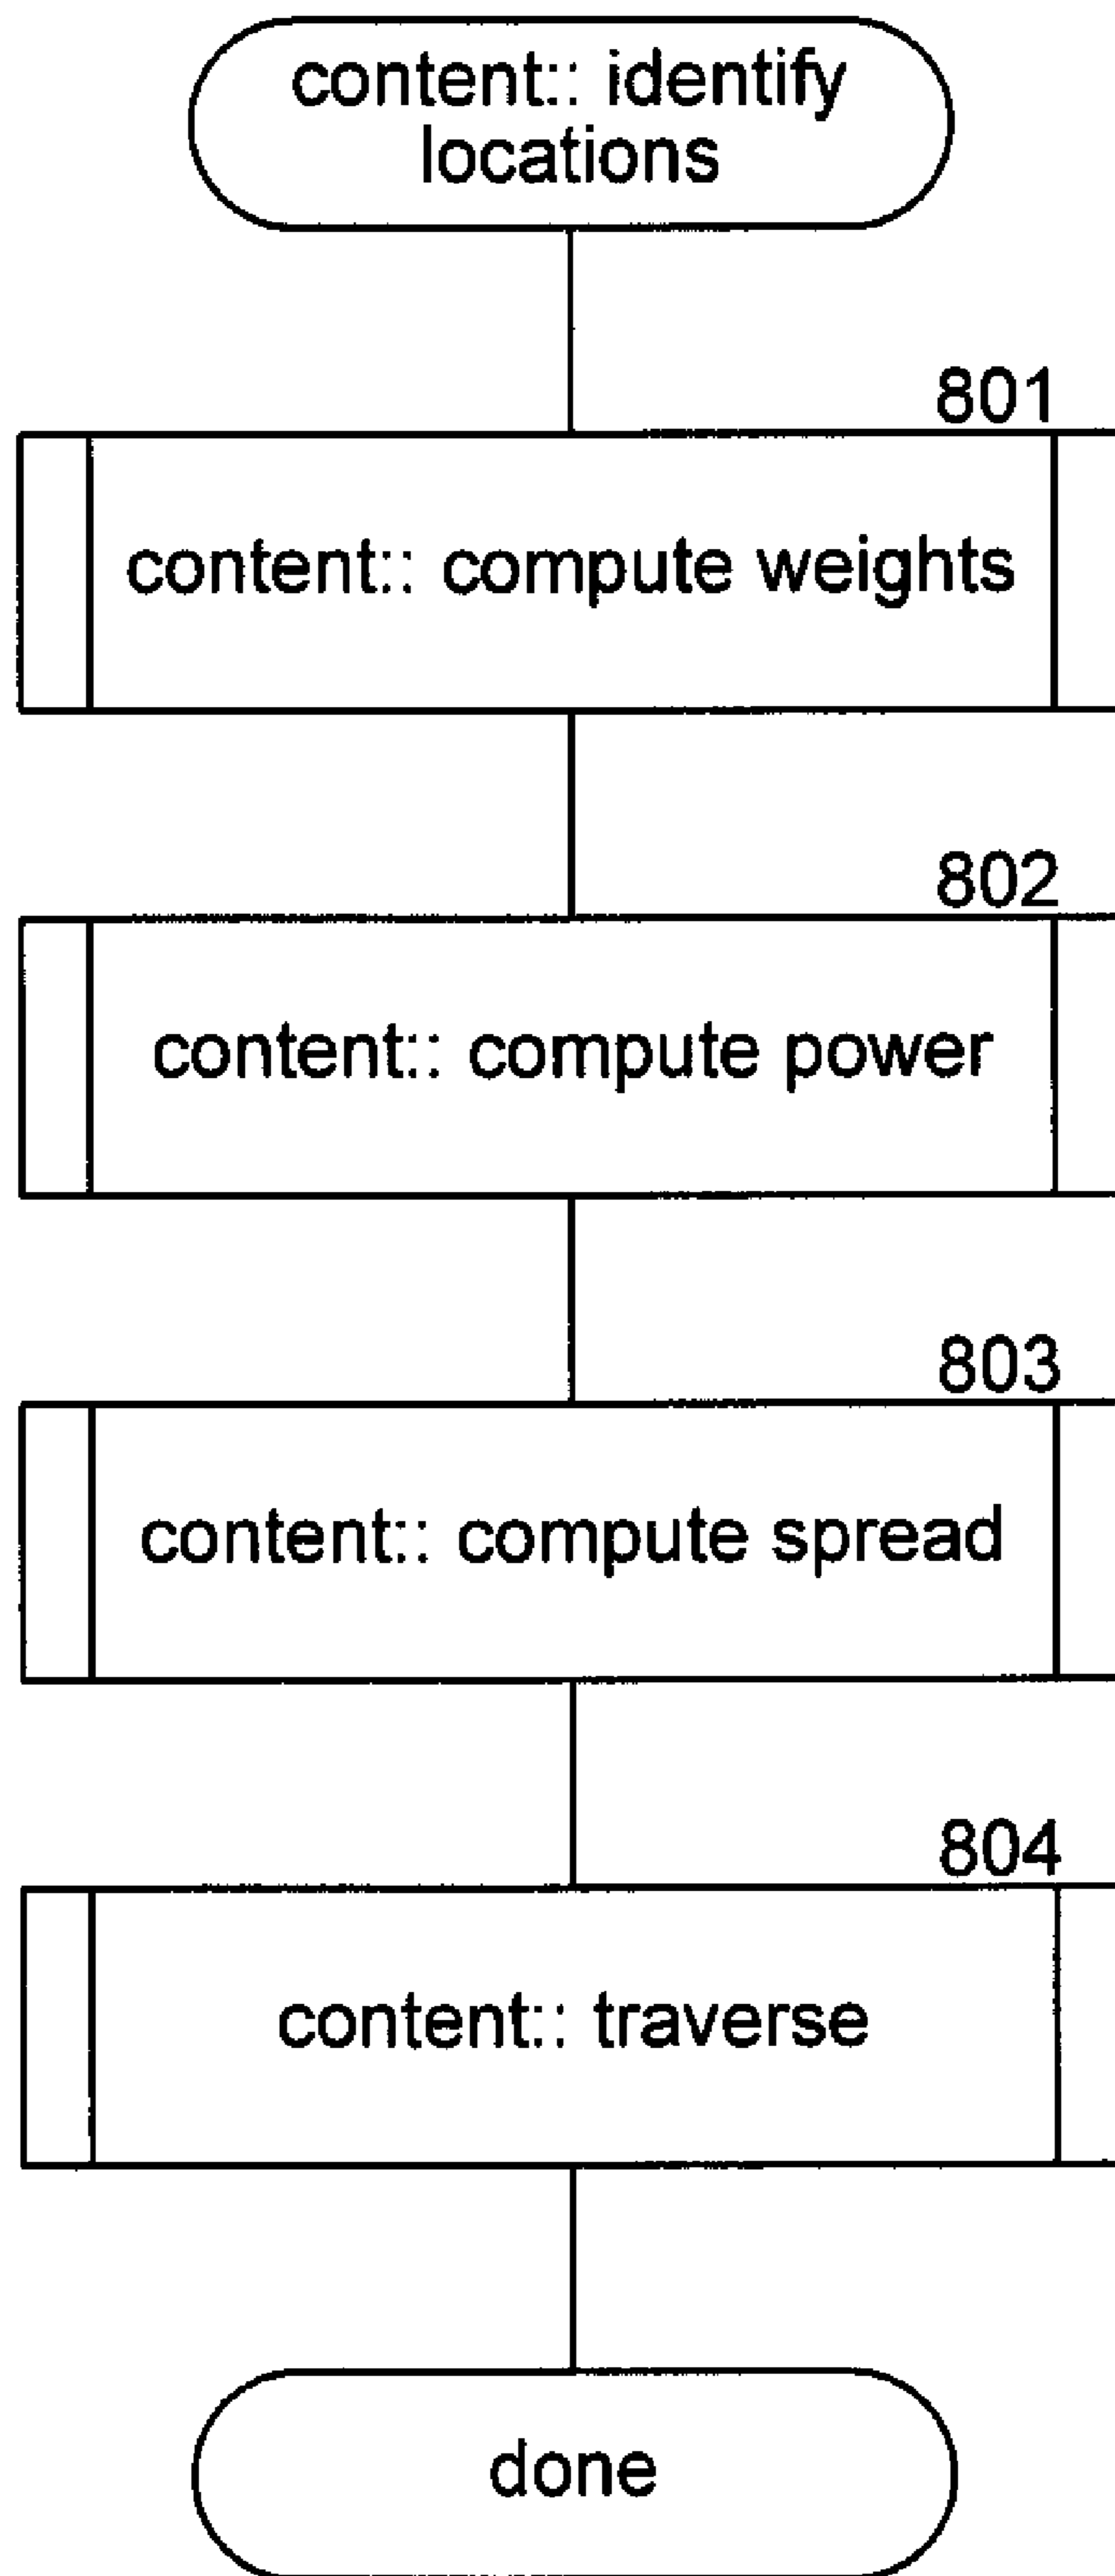 content:: identify
locations
801
content:: compute weights
802
content:: compute power
803
content:: compute spread
804
content:: traverse
done